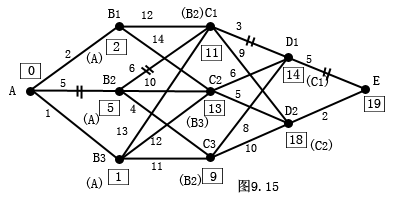 B1 12 (B2) C1 3
0 2 2 14 11 9 D1 5
A (A) 6 10 6 14 (C1) E
5 B2 C2 19
(A) 5 4 13 5 D2 2
1 13 12 (B3) 8 18 (C2)
B3 C3 10
(A) 1 11 (B2) 9
图9.15